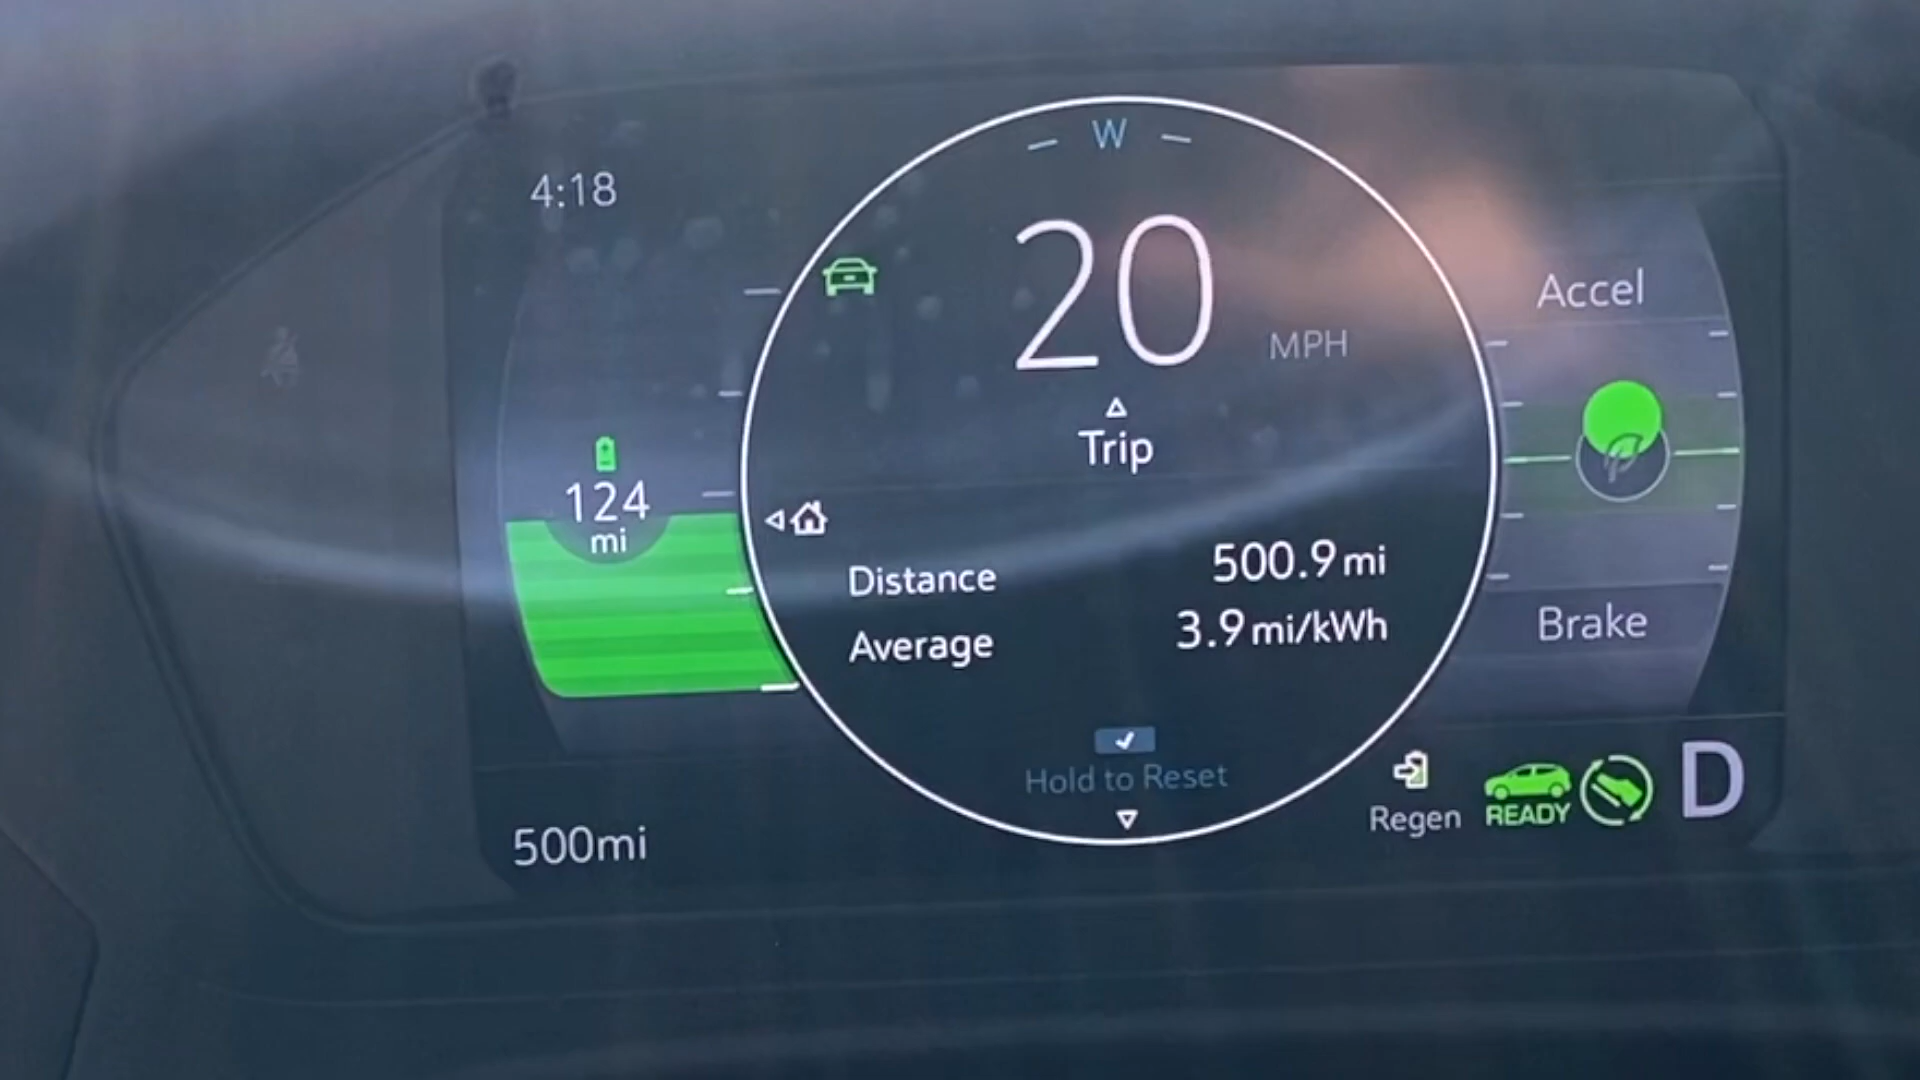 W
4:18
20 MPH
Trip
Accel
124
mi
Distance 500.9 mi
Average 3.9 mi/kWh
Brake
Hold to Reset
Regen
READY
D
500mi